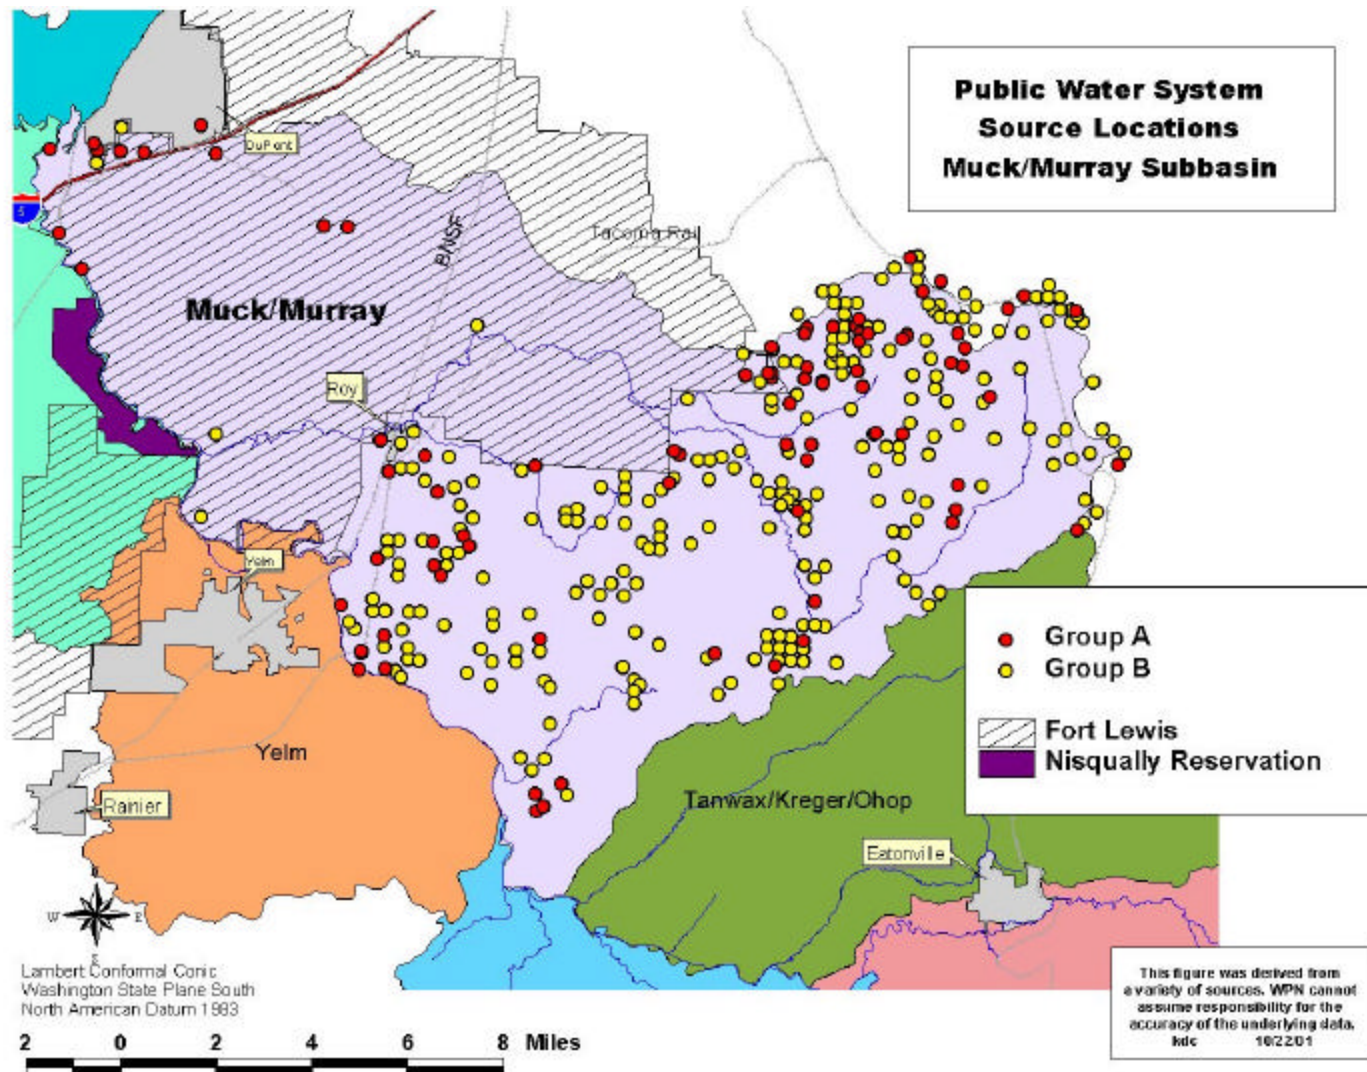 Public Water System
Source Locations
Muck/Murray Subbasin
DuPont
5
BNSF
Tacoma Rail
Muck/Murray
Roy
Yelm
Group A
Group B
Fort Lewis
Nisqually Reservation
Yelm
Rainier
Tanwax/Kreger/Ohop
Eatonville
W E
S
Lambert Conformal Conic
Washington State Plane South
North American Datum 1983
2 0 2 4 6 8 Miles
This figure was derived from
a variety of sources. WPN cannot
assume responsibility for the
accuracy of the underlying data.
kdc 10/22/01